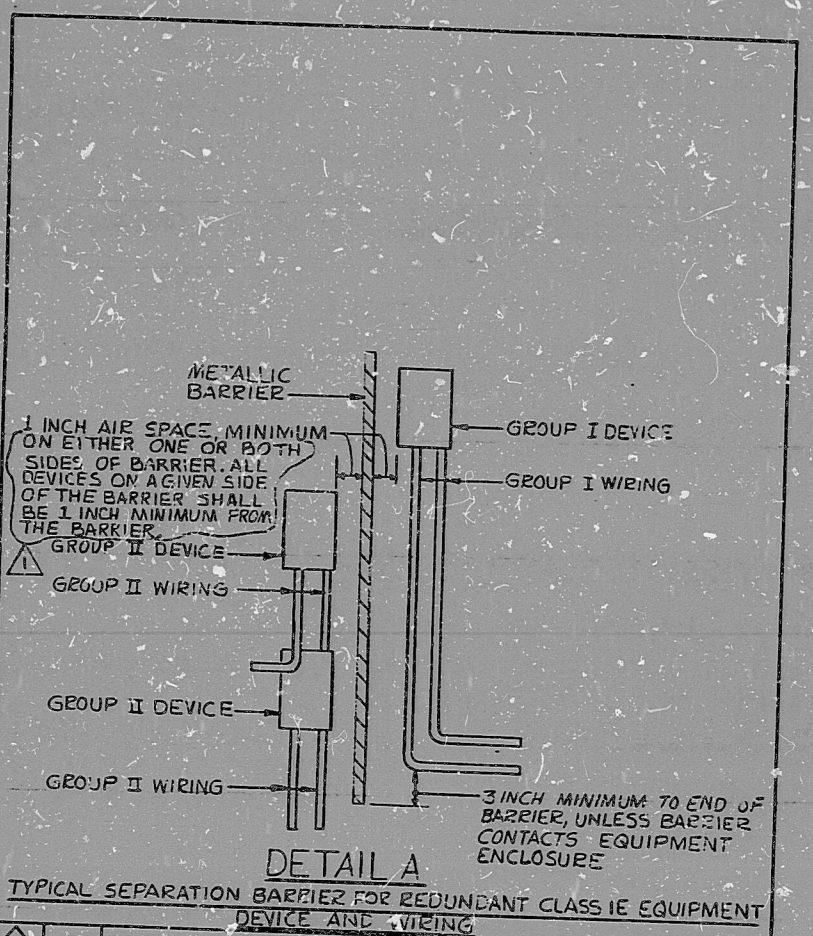 METALLIC
BARRIER
1 INCH AIR SPACE, MINIMUM
ON EITHER ONE OR BOTH
SIDES OF BARRIER. ALL
DEVICES ON A GIVEN SIDE
OF THE BARRIER SHALL
BE 1 INCH MINIMUM FROM
THE BARRIER.
1
GROUP I DEVICE
GROUP I WIRING
GROUP II DEVICE
GROUP II WIRING
GROUP II DEVICE
GROUP II WIRING
3 INCH MINIMUM TO END OF
BARRIER, UNLESS BARRIER
CONTACTS EQUIPMENT
ENCLOSURE
DETAIL A
TYPICAL SEPARATION BARRIER FOR REDUNDANT CLASS IE EQUIPMENT
DEVICE AND WIRING